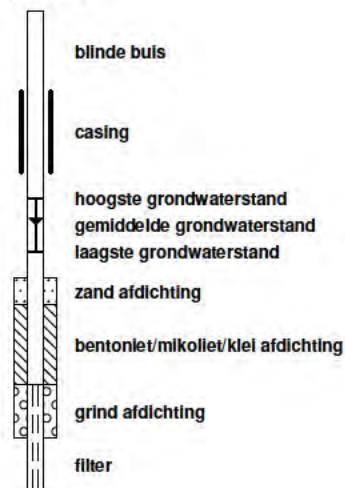 blinde buis
casing
hoogste grondwaterstand
gemiddelde grondwaterstand
laagste grondwaterstand
zand afdichting
bentoniet/mikoliet/klei afdichting
grind afdichting
filter